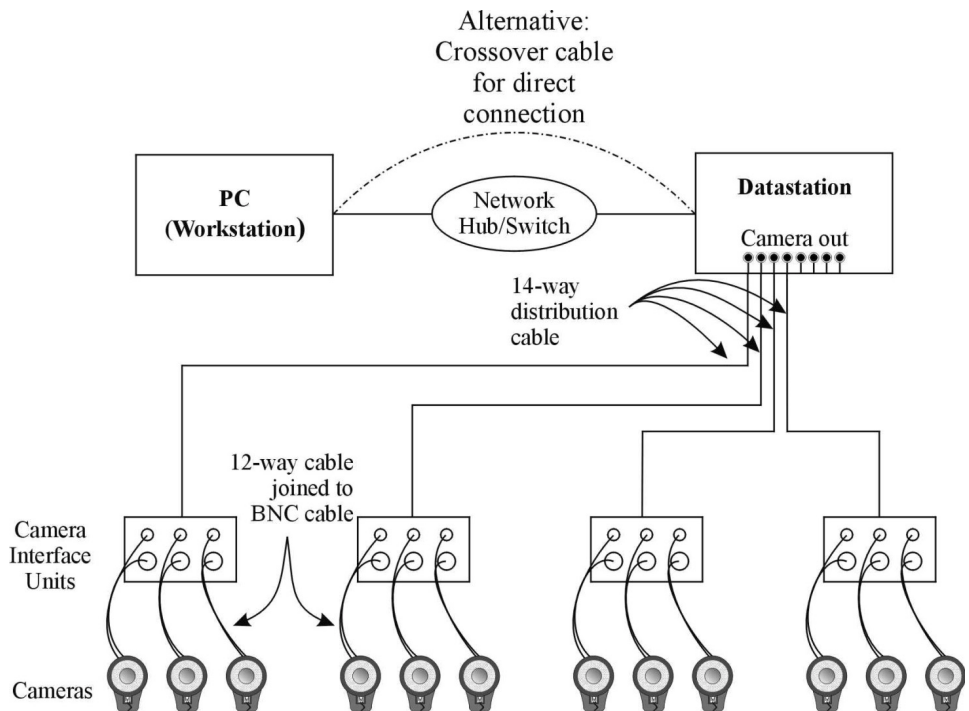 Alternative:
Crossover cable
for direct
connection
PC
(Workstation)
Network
Hub/Switch
Datastation
Camera out
14-way
distribution
cable
12-way cable
joined to
BNC cable
Camera
Interface
Units
Cameras